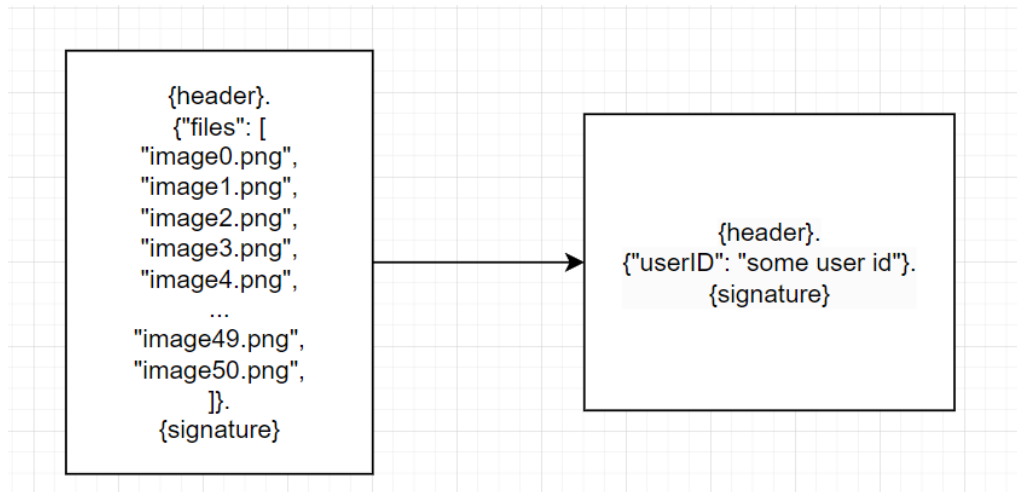 {header}.
{"files": [
"image0.png",
"image1.png",
"image2.png",
"image3.png",
"image4.png",
...
"image49.png",
"image50.png",
]}.
{signature}
{header}.
{"userID": "some user id"}.
{signature}